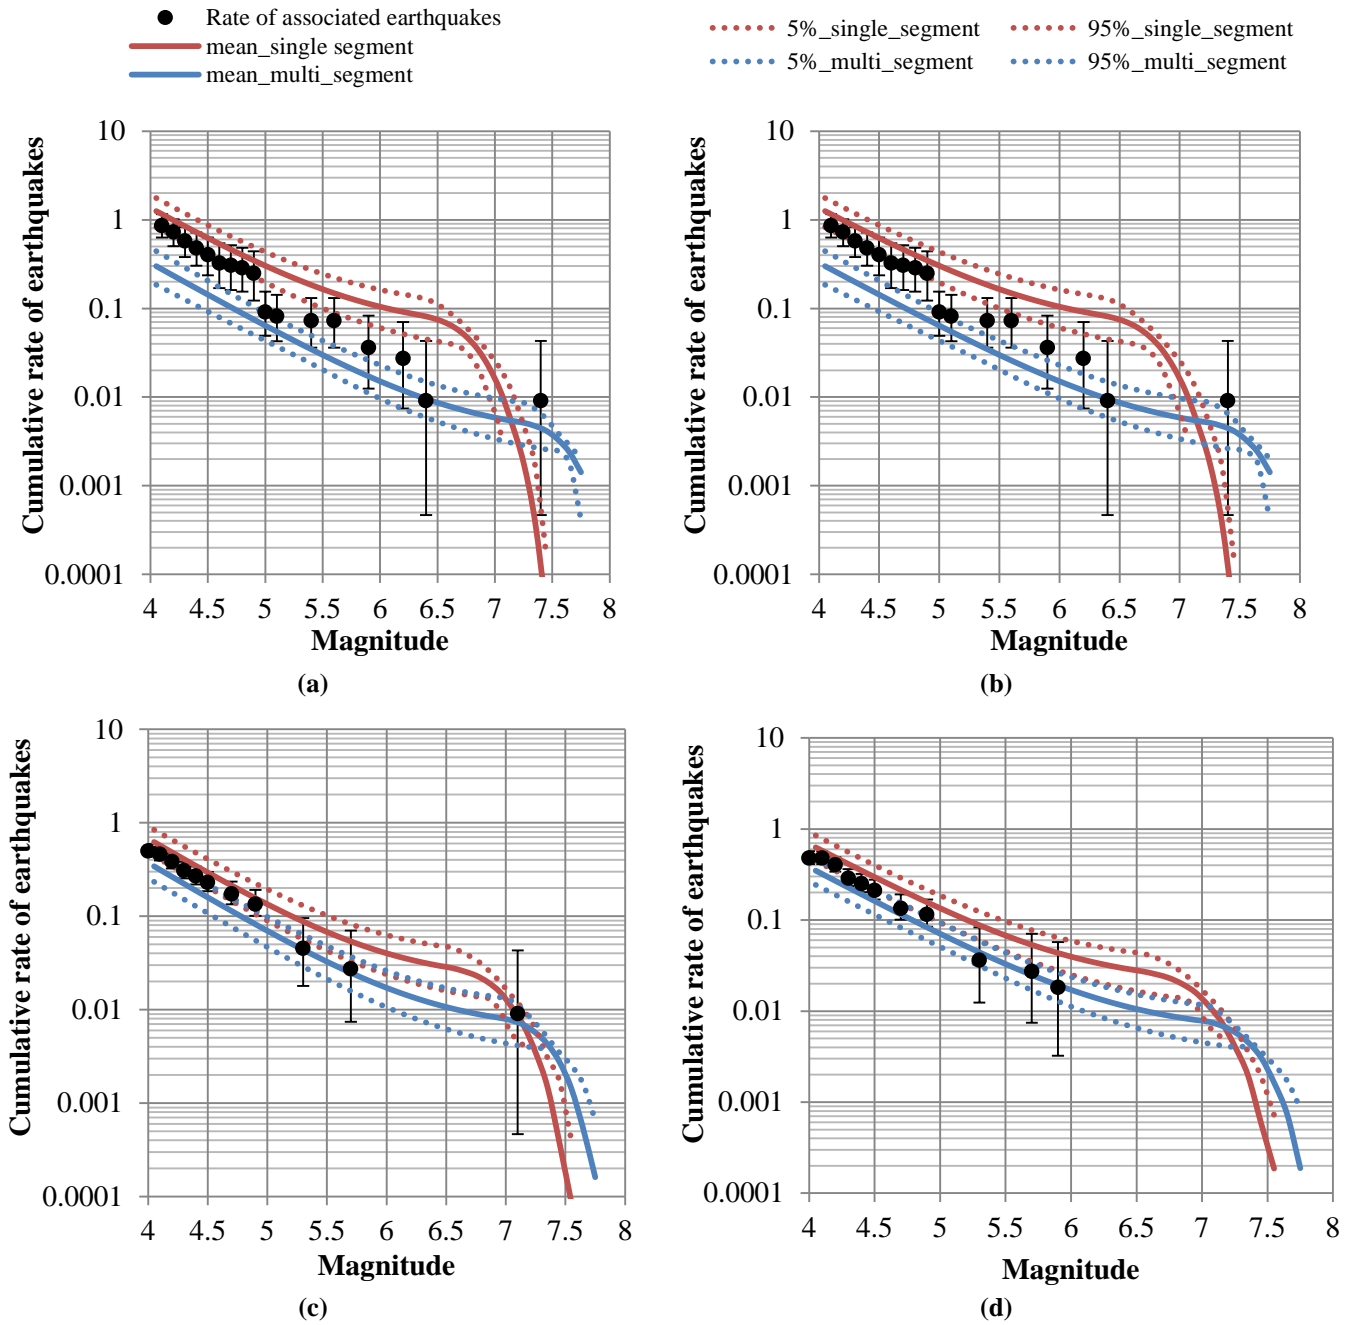 Rate of associated earthquakes
mean_single segment
mean_multi_segment
5%_single_segment
95%_single_segment
5%_multi_segment
95%_multi_segment
Cumulative rate of earthquakes
10
1
0.1
0.01
0.001
0.0001
4 4.5 5 5.5 6 6.5 7 7.5 8
Magnitude
(a)
Cumulative rate of earthquakes
10
1
0.1
0.01
0.001
0.0001
4 4.5 5 5.5 6 6.5 7 7.5 8
Magnitude
(b)
Cumulative rate of earthquakes
10
1
0.1
0.01
0.001
0.0001
4 4.5 5 5.5 6 6.5 7 7.5 8
Magnitude
(c)
Cumulative rate of earthquakes
10
1
0.1
0.01
0.001
0.0001
4 4.5 5 5.5 6 6.5 7 7.5 8
Magnitude
(d)